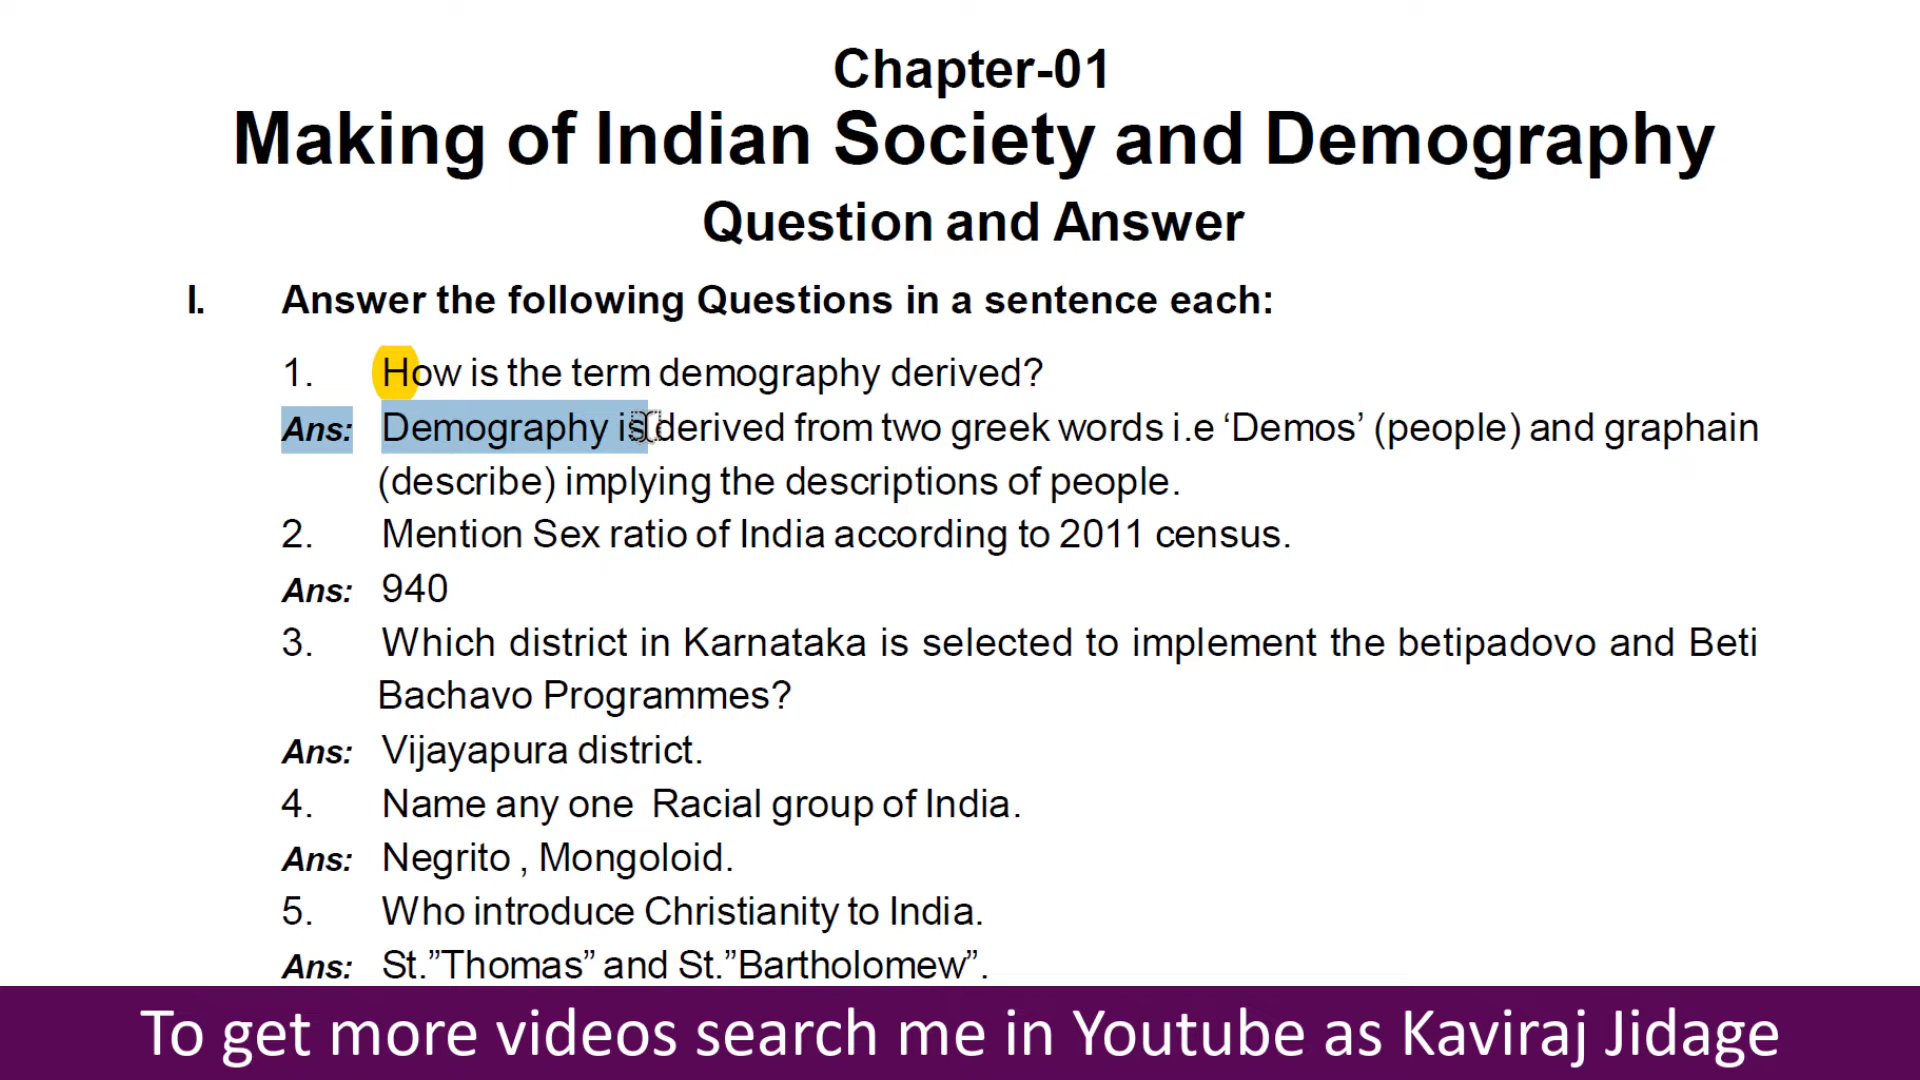 Chapter-01
Making of Indian Society and Demography
Question and Answer
I. Answer the following Questions in a sentence each:
1. How is the term demography derived?
Ans: Demography is derived from two greek words i.e ‘Demos’ (people) and graphain
(describe) implying the descriptions of people.
2. Mention Sex ratio of India according to 2011 census.
Ans: 940
3. Which district in Karnataka is selected to implement the betipadovo and Beti
Bachavo Programmes?
Ans: Vijayapura district.
4. Name any one Racial group of India.
Ans: Negrito , Mongoloid.
5. Who introduce Christianity to India.
Ans: St.”Thomas” and St.”Bartholomew”.
To get more videos search me in Youtube as Kaviraj Jidage